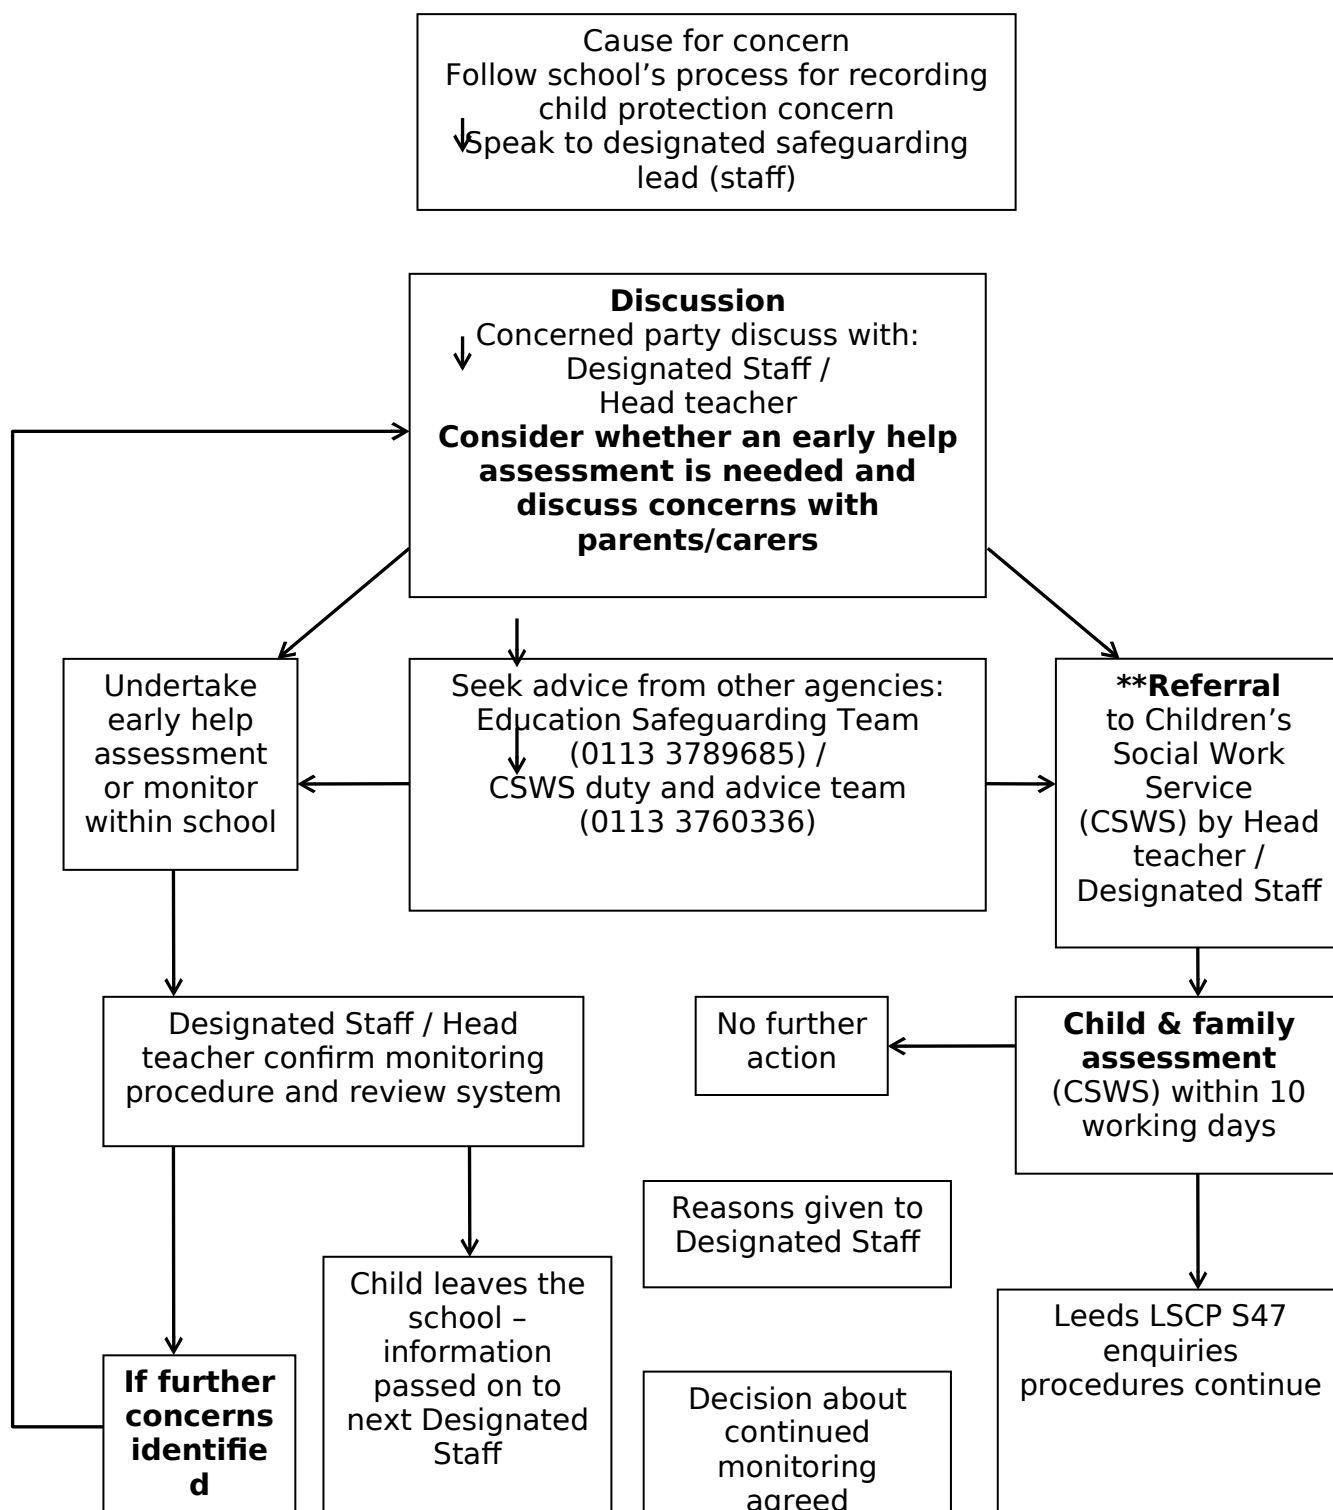 Cause for concern
Follow school’s process for recording
child protection concern
Speak to designated safeguarding
lead (staff)
Discussion
Concerned party discuss with:
Designated Staff /
Head teacher
Consider whether an early help
assessment is needed and
discuss concerns with
parents/carers
Undertake
early help
assessment
or monitor
within school
Seek advice from other agencies:
Education Safeguarding Team
(0113 3789685) /
CSWS duty and advice team
(0113 3760336)
**Referral
to Children’s
Social Work
Service
(CSWS) by Head
teacher /
Designated Staff
Designated Staff / Head
teacher confirm monitoring
procedure and review system
No further
action
Child & family
assessment
(CSWS) within 10
working days
Reasons given to
Designated Staff
Child leaves the
school –
information
passed on to
next Designated
Staff
Leeds LSCP S47
enquiries
procedures continue
If further
concerns
identifie
d
Decision about
continued
monitoring
agreed